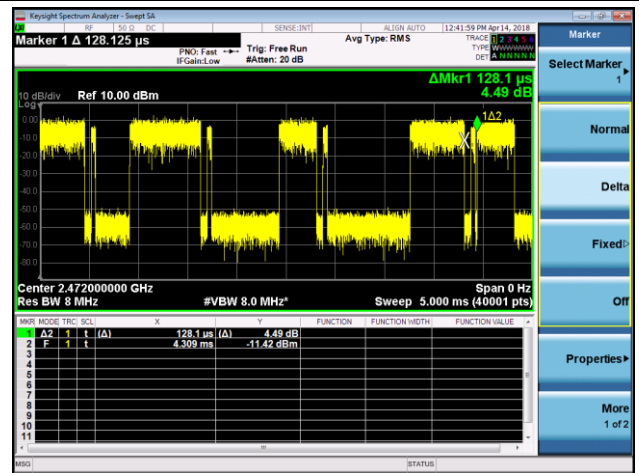 Keysight Spectrum Analyzer - Swept SA
RF 50 Ω DC SENSE:INT ALIGN AUTO 12:41:59 PM Apr 14, 2018
Marker 1 Δ 128.125 µs
PNO: Fast
IFGain:Low
Trig: Free Run
#Atten: 20 dB
Avg Type: RMS
TRACE 1 2 3 4 5 6
TYPE WWWWWW
DET A N N N N N
ΔMkr1 128.1 µs
4.49 dB
10 dB/div Ref 10.00 dBm
Log
0.00
-10.0
-20.0
-30.0
-40.0
-50.0
-60.0
-70.0
-80.0
1Δ2
Center 2.472000000 GHz Span 0 Hz
Res BW 8 MHz #VBW 8.0 MHz* Sweep 5.000 ms (40001 pts)
MKR MODE TRC SCL X Y FUNCTION FUNCTION WIDTH FUNCTION VALUE
1 Δ2 1 t (Δ) 128.1 µs (Δ) 4.49 dB
2 F 1 t 4.309 ms -11.42 dBm
3
4
5
6
7
8
9
10
11
MSG STATUS
Marker
Select Marker
1
Normal
Delta
Fixed
Off
Properties
More
1 of 2